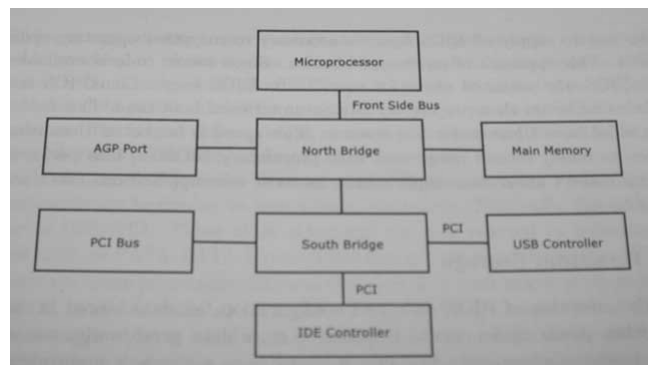 Microprocessor
Front Side Bus
AGP Port
North Bridge
Main Memory
PCI Bus
South Bridge
PCI
USB Controller
PCI
IDE Controller